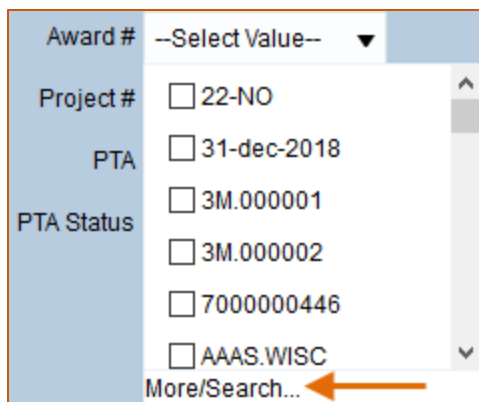 Award # --Select Value--
Project # 22-NO
31-dec-2018
PTA
3M.000001
PTA Status
3M.000002
7000000446
AAAS.WISC
More/Search...